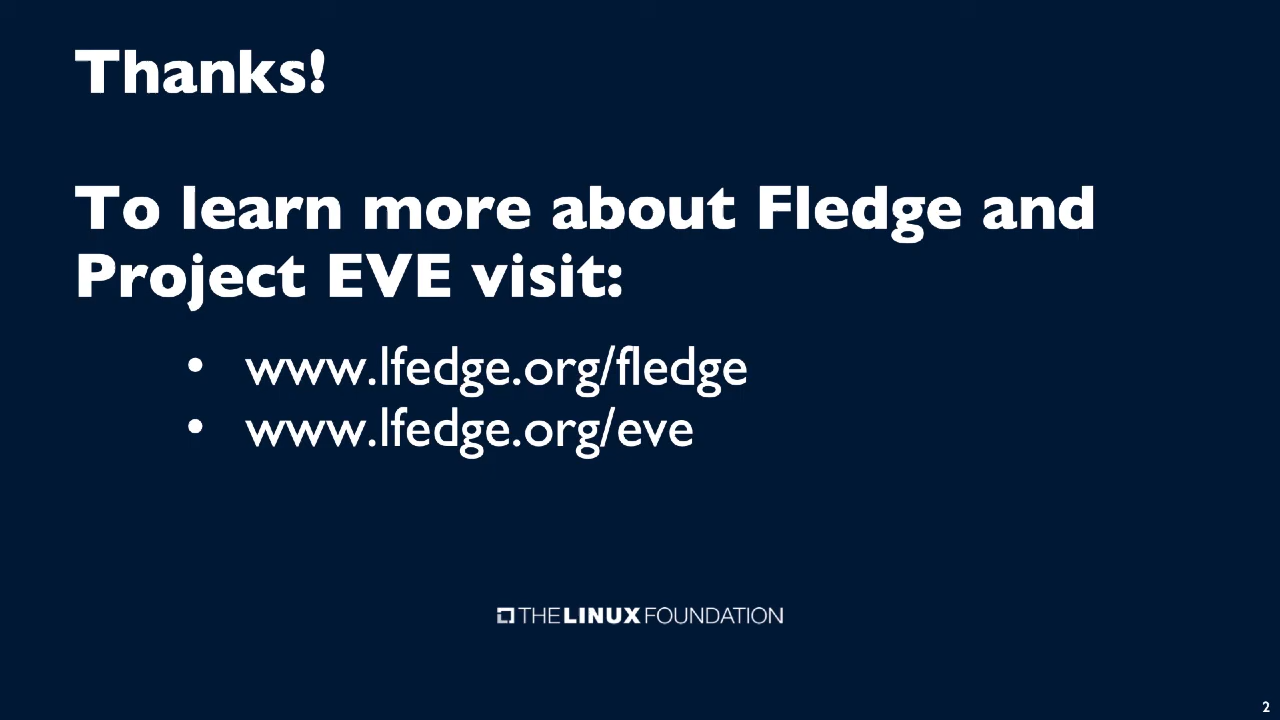 Thanks!
To learn more about Fledge and
Project EVE visit:
• www.lfedge.org/fledge
• www.lfedge.org/eve
THE LINUX FOUNDATION
2